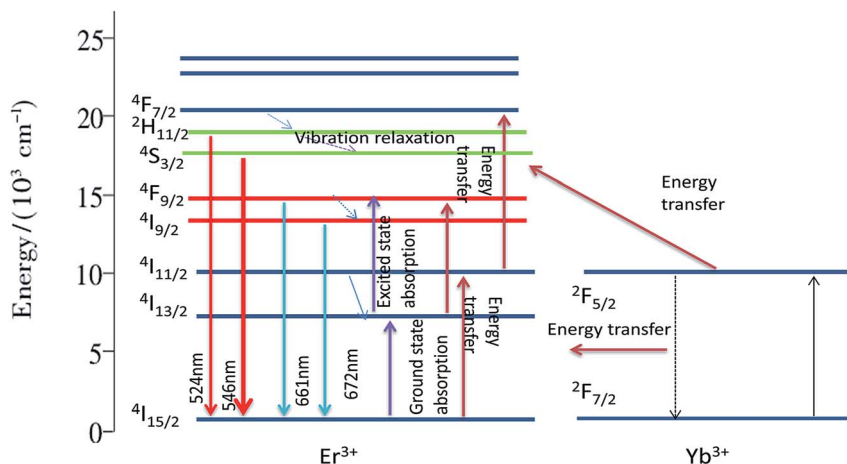 Energy/(10³ cm⁻¹)
25
20
15
10
5
0
⁴F₇/₂
²H₁₁/₂
⁴S₃/₂
⁴F₉/₂
⁴I₉/₂
⁴I₁₁/₂
⁴I₁₃/₂
⁴I₁₅/₂
Vibration relaxation
524nm
546nm
661nm
672nm
Excited state
absorption
Ground state
absorption
Energy
transfer
Energy
transfer
Energy
transfer
Energy transfer
²F₅/₂
²F₇/₂
Er³⁺
Yb³⁺